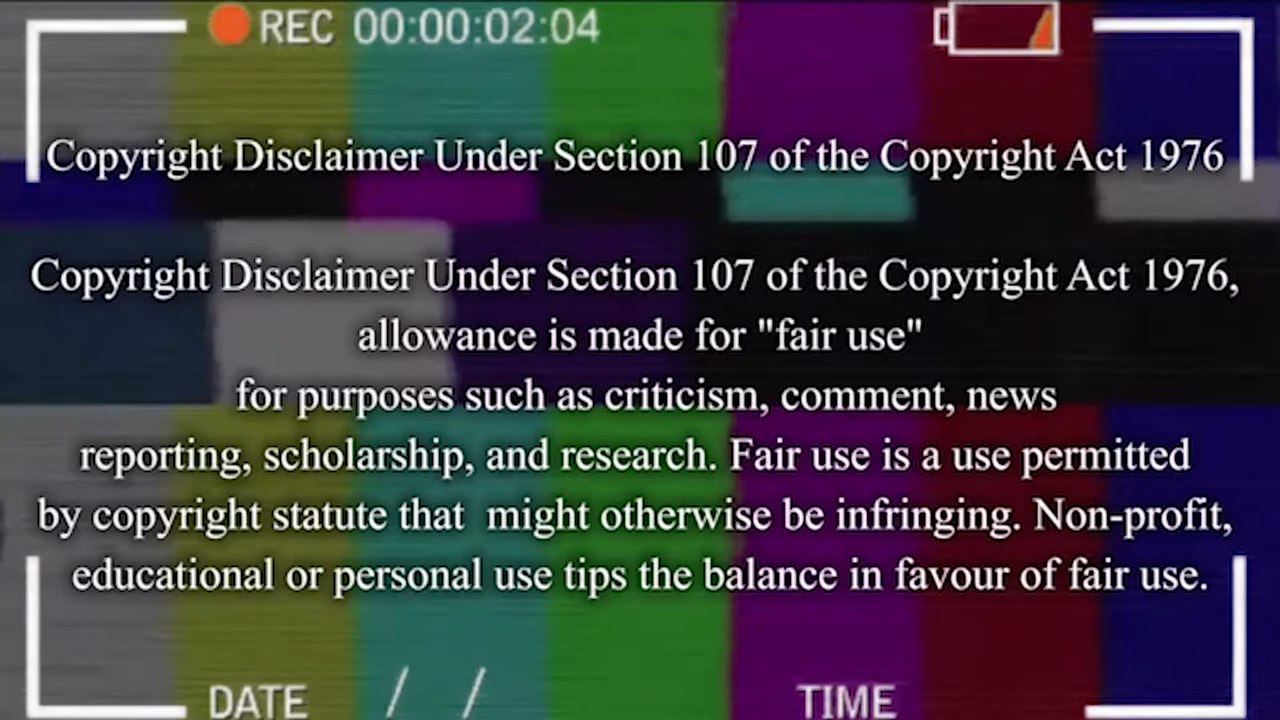 REC 00:00:02:04
Copyright Disclaimer Under Section 107 of the Copyright Act 1976
Copyright Disclaimer Under Section 107 of the Copyright Act 1976,
allowance is made for "fair use"
for purposes such as criticism, comment, news
reporting, scholarship, and research. Fair use is a use permitted
by copyright statute that  might otherwise be infringing. Non-profit,
educational or personal use tips the balance in favour of fair use.
DATE / / TIME